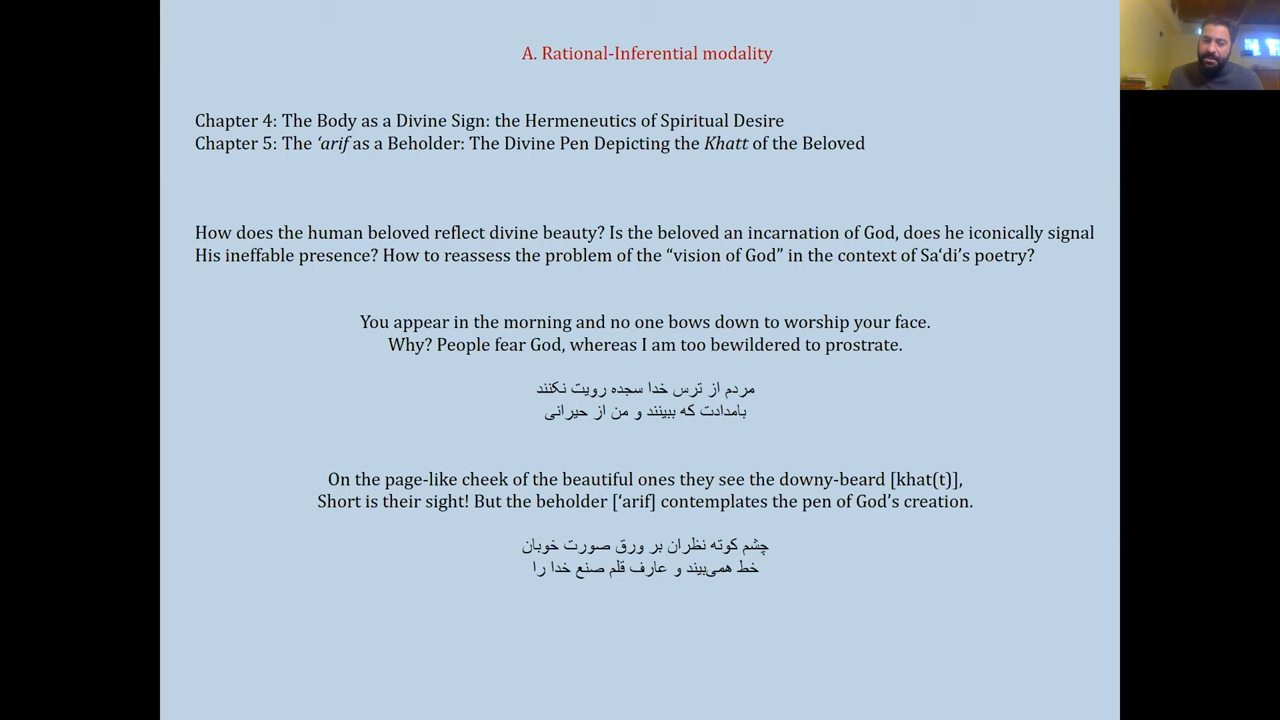 A. Rational-Inferential modality
Chapter 4: The Body as a Divine Sign: the Hermeneutics of Spiritual Desire
Chapter 5: The ‘arif as a Beholder: The Divine Pen Depicting the Khatt of the Beloved
How does the human beloved reflect divine beauty? Is the beloved an incarnation of God, does he iconically signal
His ineffable presence? How to reassess the problem of the “vision of God” in the context of Sa‘di’s poetry?
You appear in the morning and no one bows down to worship your face.
Why? People fear God, whereas I am too bewildered to prostrate.
مردم از ترس خدا سجده رویت نکنند
بامدادت که ببینند و من از حیرانی
On the page-like cheek of the beautiful ones they see the downy-beard [khat(t)],
Short is their sight! But the beholder [‘arif] contemplates the pen of God’s creation.
چشم کوته نظران بر ورق صورت خوبان
خط همی‌بیند و عارف قلم صنع خدا را